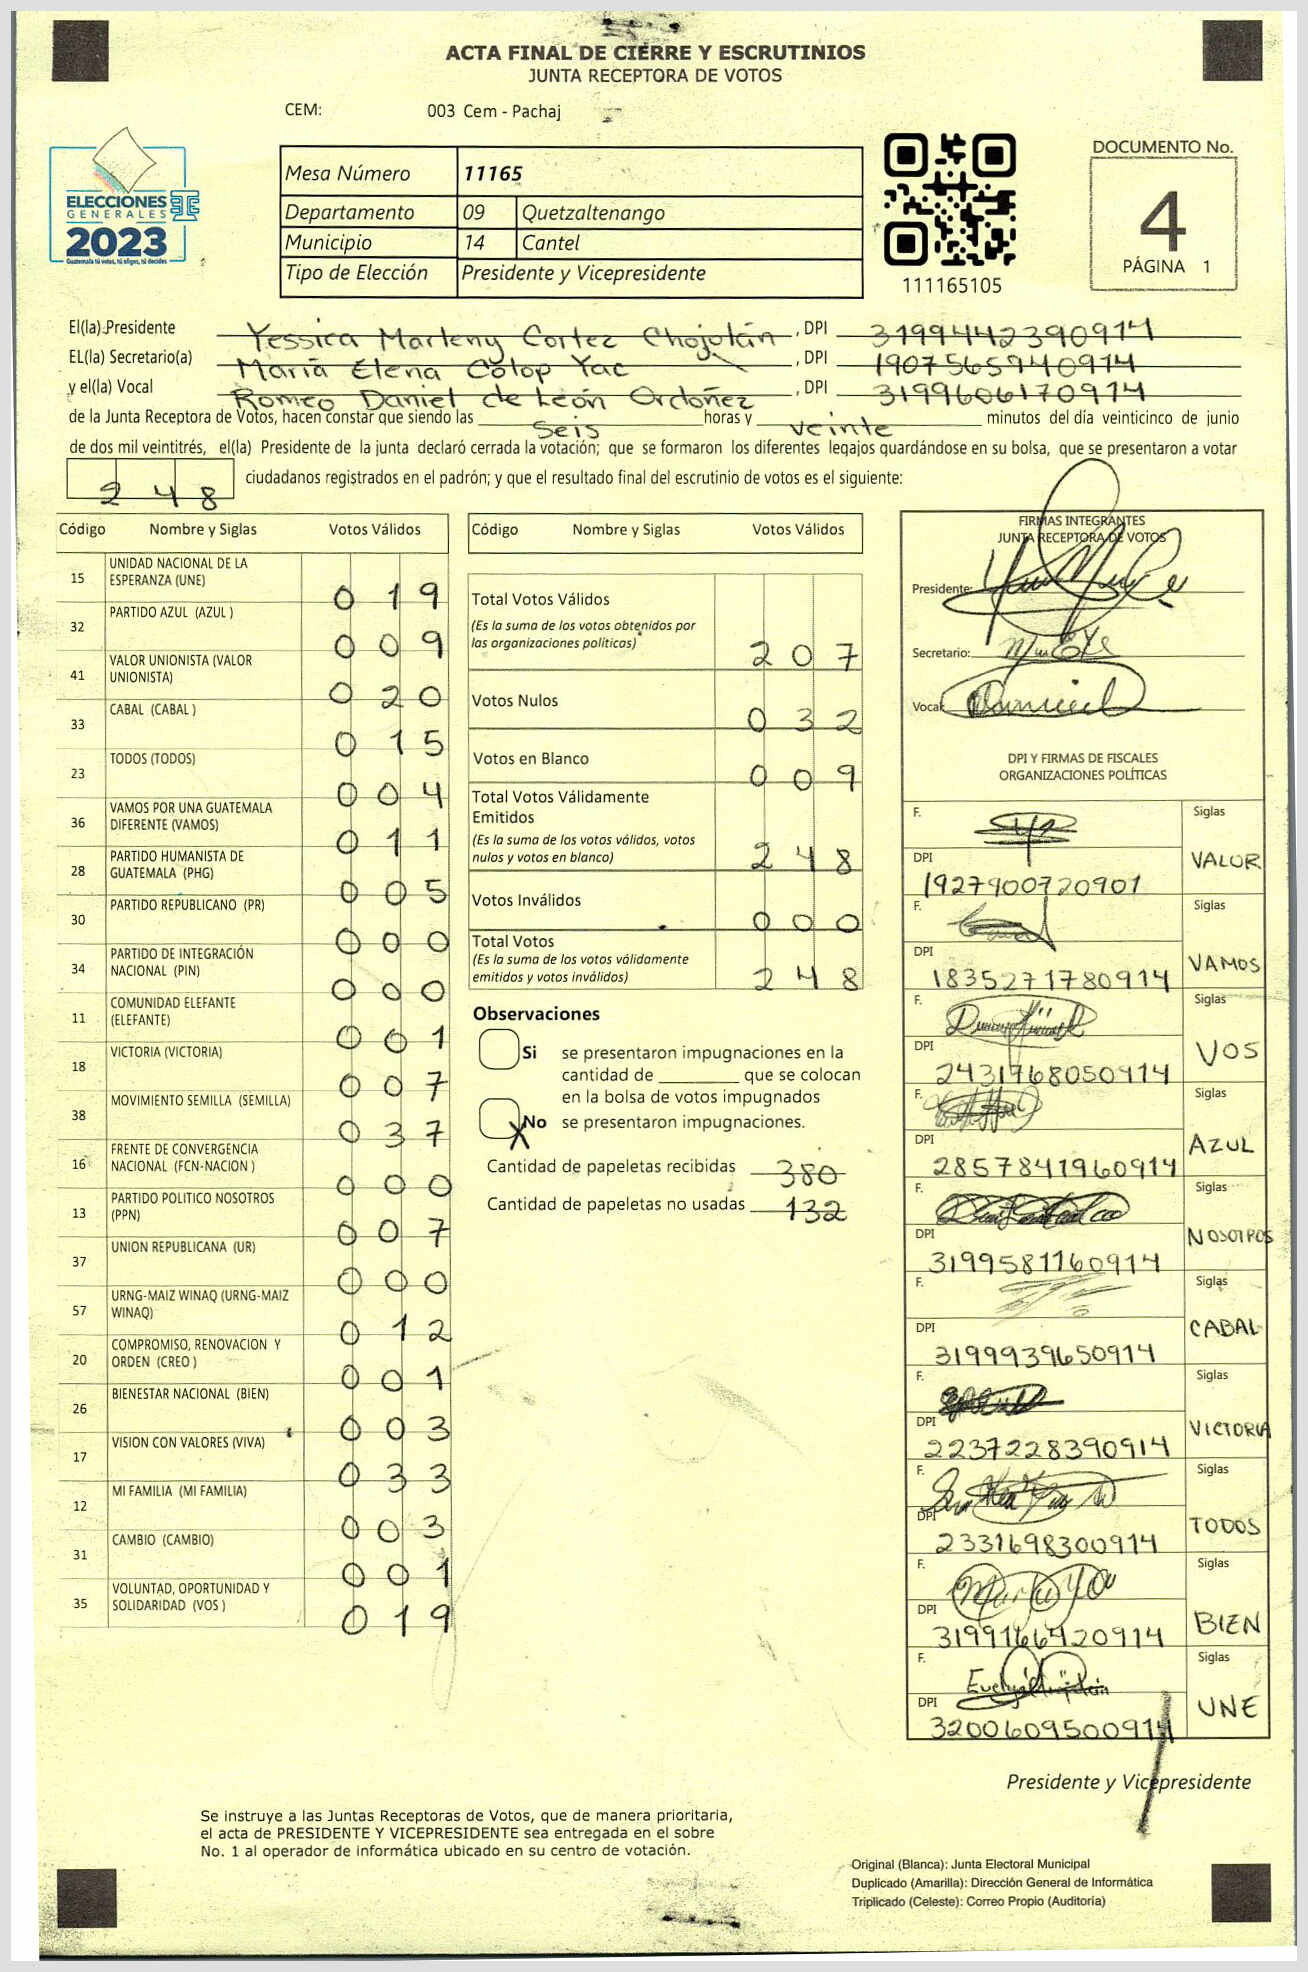 ACTA FINAL DE CIERRE Y ESCRUTINIOS
JUNTA RECEPTORA DE VOTOS
CEM: 003 Cem - Pachaj
ELECCIONES
GENERALES
2023
Guatemala tú votas, tú eliges, tú decides
Mesa Número 11165
Departamento 09 Quetzaltenango
Municipio 14 Cantel
Tipo de Elección Presidente y Vicepresidente
111165105
DOCUMENTO No.
4
PÁGINA 1
El(la) Presidente Yessica Marleny Cortez Chojolán, DPI 3199442390914
EL(la) Secretario(a) María Elena Colop Yac, DPI 1907565940914
y el(la) Vocal Romeo Daniel de León Ordoñez, DPI 3199606170914
de la Junta Receptora de Votos, hacen constar que siendo las seis horas y veinte minutos del día veinticinco de junio
de dos mil veintitrés, el(la) Presidente de la junta declaró cerrada la votación; que se formaron los diferentes legajos guardándose en su bolsa, que se presentaron a votar
248 ciudadanos registrados en el padrón; y que el resultado final del escrutinio de votos es el siguiente:
Código Nombre y Siglas Votos Válidos
15 UNIDAD NACIONAL DE LA ESPERANZA (UNE) 019
32 PARTIDO AZUL (AZUL ) 009
41 VALOR UNIONISTA (VALOR UNIONISTA) 020
33 CABAL (CABAL ) 015
23 TODOS (TODOS) 004
36 VAMOS POR UNA GUATEMALA DIFERENTE (VAMOS) 011
28 PARTIDO HUMANISTA DE GUATEMALA (PHG) 005
30 PARTIDO REPUBLICANO (PR) 000
34 PARTIDO DE INTEGRACIÓN NACIONAL (PIN) 000
11 COMUNIDAD ELEFANTE (ELEFANTE) 001
18 VICTORIA (VICTORIA) 007
38 MOVIMIENTO SEMILLA (SEMILLA) 037
16 FRENTE DE CONVERGENCIA NACIONAL (FCN-NACION ) 000
13 PARTIDO POLITICO NOSOTROS (PPN) 007
37 UNION REPUBLICANA (UR) 000
57 URNG-MAIZ WINAQ (URNG-MAIZ WINAQ) 012
20 COMPROMISO, RENOVACION Y ORDEN (CREO ) 001
26 BIENESTAR NACIONAL (BIEN) 003
17 VISION CON VALORES (VIVA) 033
12 MI FAMILIA (MI FAMILIA) 003
31 CAMBIO (CAMBIO) 001
35 VOLUNTAD, OPORTUNIDAD Y SOLIDARIDAD (VOS ) 019
Código Nombre y Siglas Votos Válidos
Total Votos Válidos
(Es la suma de los votos obtenidos por
las organizaciones políticas) 207
Votos Nulos 032
Votos en Blanco 009
Total Votos Válidamente
Emitidos
(Es la suma de los votos válidos, votos
nulos y votos en blanco) 248
Votos Inválidos 000
Total Votos
(Es la suma de los votos válidamente
emitidos y votos inválidos) 248
Observaciones
Si se presentaron impugnaciones en la
cantidad de ________ que se colocan
en la bolsa de votos impugnados
X No se presentaron impugnaciones.
Cantidad de papeletas recibidas 380
Cantidad de papeletas no usadas 132
FIRMAS INTEGRANTES
JUNTA RECEPTORA DE VOTOS
Presidente:
Secretario:
Vocal:
DPI Y FIRMAS DE FISCALES
ORGANIZACIONES POLÍTICAS
F. Siglas
DPI 1927900720901 VALOR
F. Siglas
DPI 1835271780914 VAMOS
F. Siglas
DPI 2431768050914 VOS
F. Siglas
DPI 2857841960914 AZUL
F. Siglas
DPI 3199581160914 NOSOTROS
F. Siglas
DPI 3199939650914 CABAL
F. Siglas
DPI 2237228390914 VICTORIA
F. Siglas
DPI 2331698300914 TODOS
F. Siglas
DPI 3199166920914 BIEN
F. Siglas
DPI 3200609500914 UNE
Presidente y Vicepresidente
Se instruye a las Juntas Receptoras de Votos, que de manera prioritaria,
el acta de PRESIDENTE Y VICEPRESIDENTE sea entregada en el sobre
No. 1 al operador de informática ubicado en su centro de votación.
Original (Blanca): Junta Electoral Municipal
Duplicado (Amarilla): Dirección General de Informática
Triplicado (Celeste): Correo Propio (Auditoría)